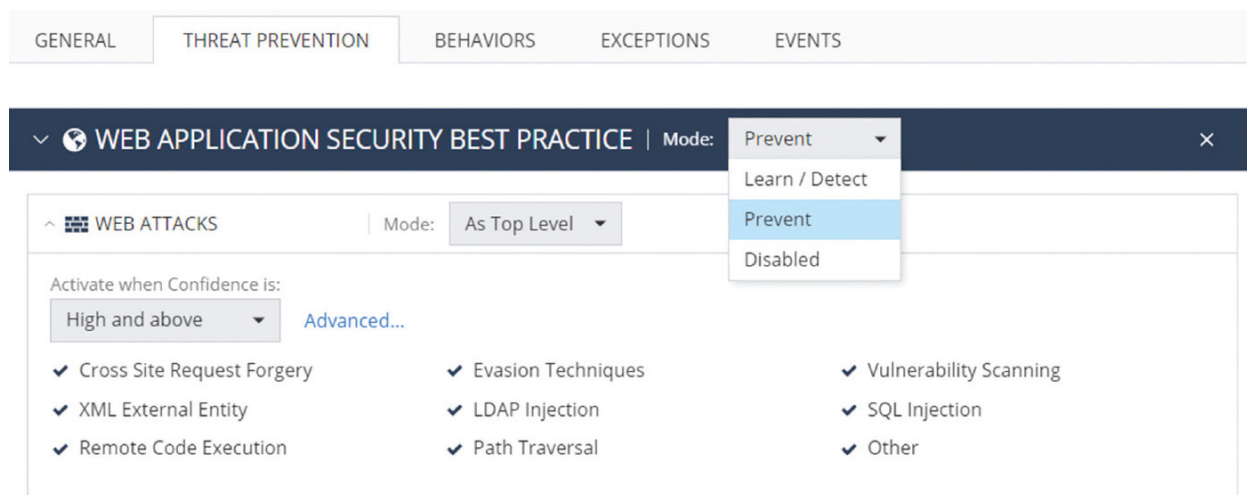 GENERAL THREAT PREVENTION BEHAVIORS EXCEPTIONS EVENTS
WEB APPLICATION SECURITY BEST PRACTICE | Mode: Prevent
Learn / Detect
Prevent
Disabled
WEB ATTACKS Mode: As Top Level
Activate when Confidence is:
High and above Advanced...
Cross Site Request Forgery Evasion Techniques Vulnerability Scanning
XML External Entity LDAP Injection SQL Injection
Remote Code Execution Path Traversal Other